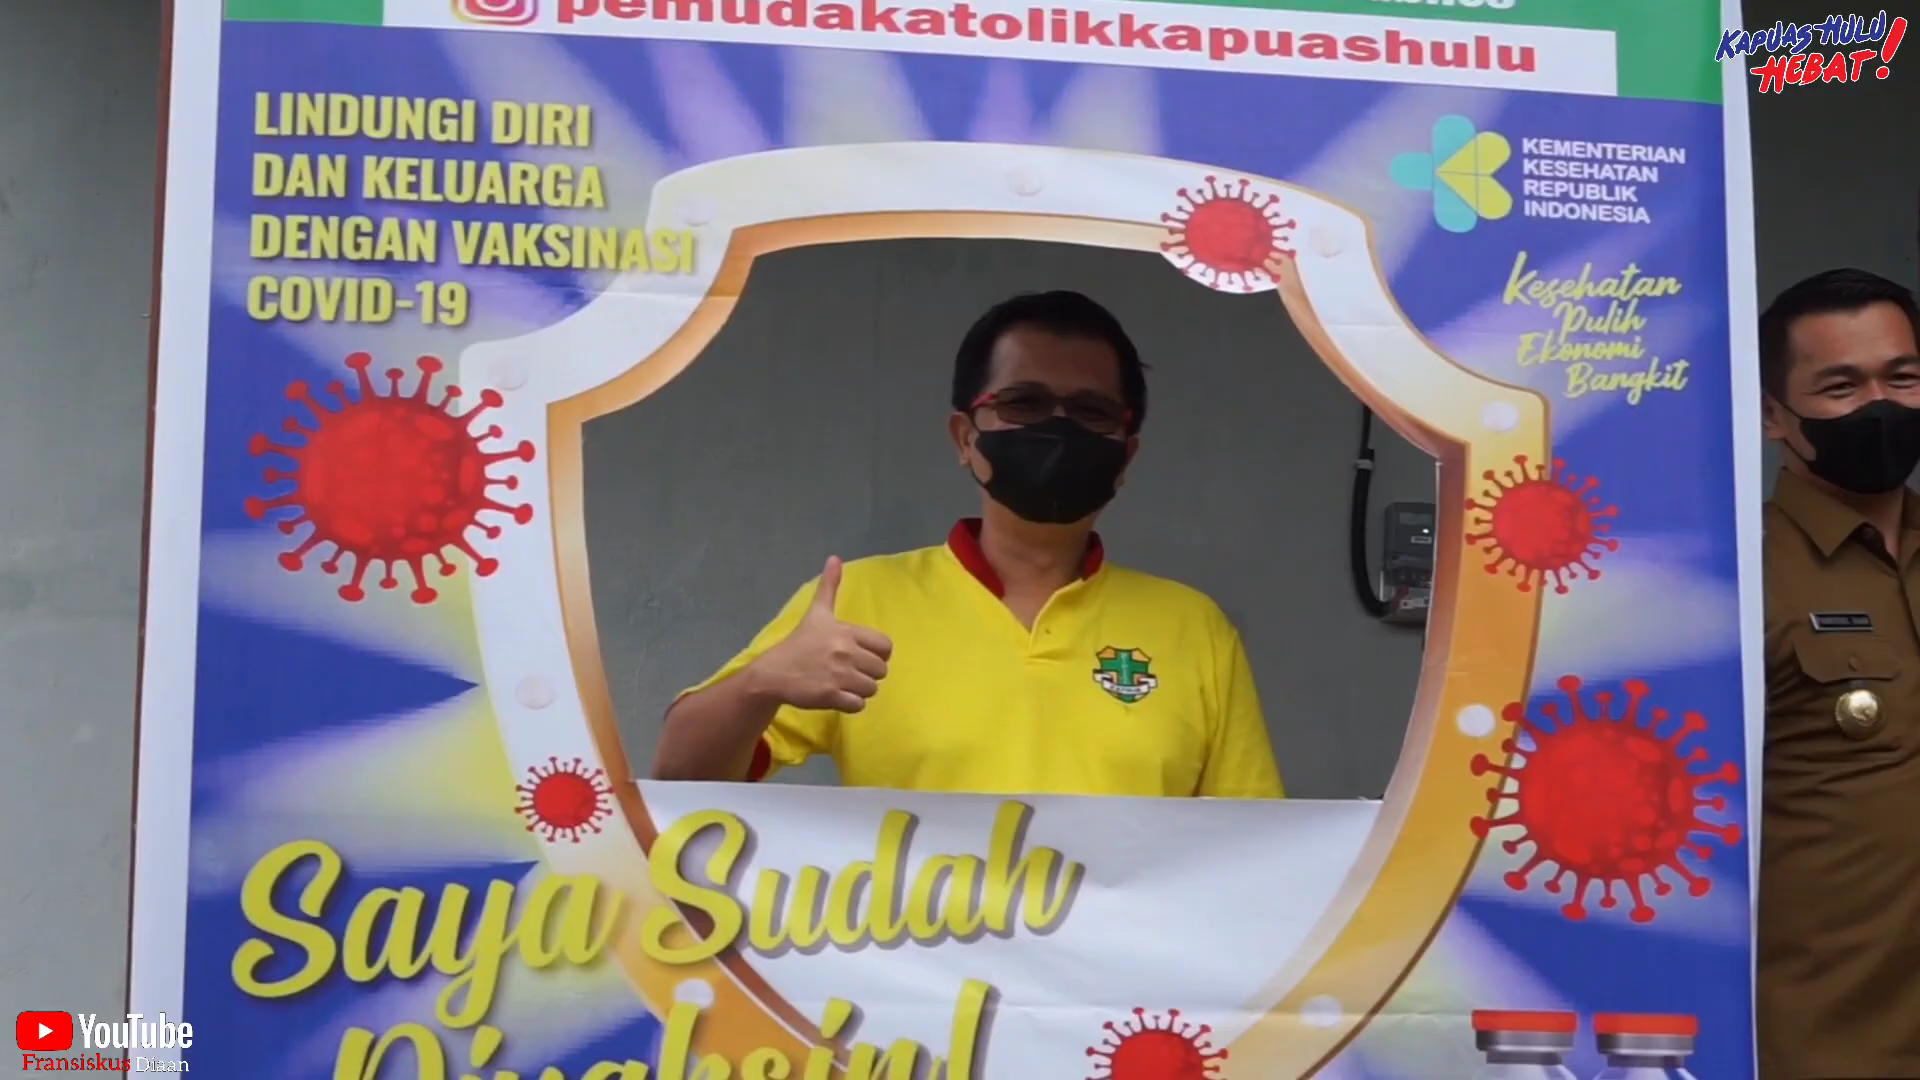 pemudakatolikkapuashulu
KAPUAS HULU
HEBAT!
LINDUNGI DIRI
DAN KELUARGA
DENGAN VAKSINASI
COVID-19
KEMENTERIAN
KESEHATAN
REPUBLIK
INDONESIA
Kesehatan
Pulih
Ekonomi
Bangkit
Saya Sudah
Divaksin!
YouTube
Fransiskus Diaan